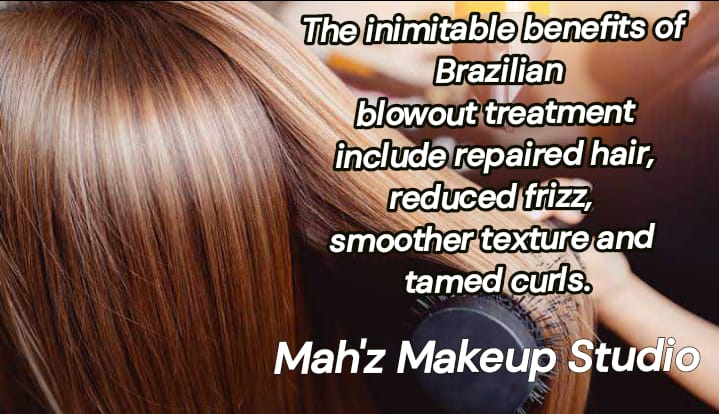 The inimitable benefits of
Brazilian
blowout treatment
include repaired hair,
reduced frizz,
smoother texture and
tamed curls.
Mah'z Makeup Studio